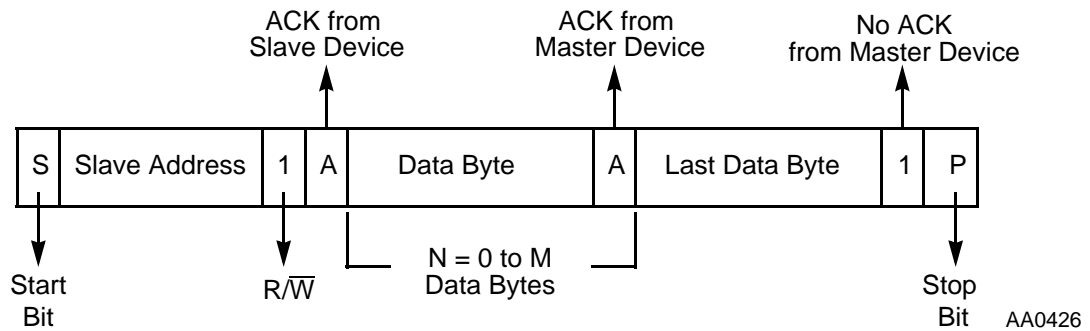 ACK from
Slave Device
ACK from
Master Device
No ACK
from Master Device
S
Slave Address
1
A
Data Byte
A
Last Data Byte
1
P
Start
Bit
R/W̅
N = 0 to M
Data Bytes
Stop
Bit
AA0426